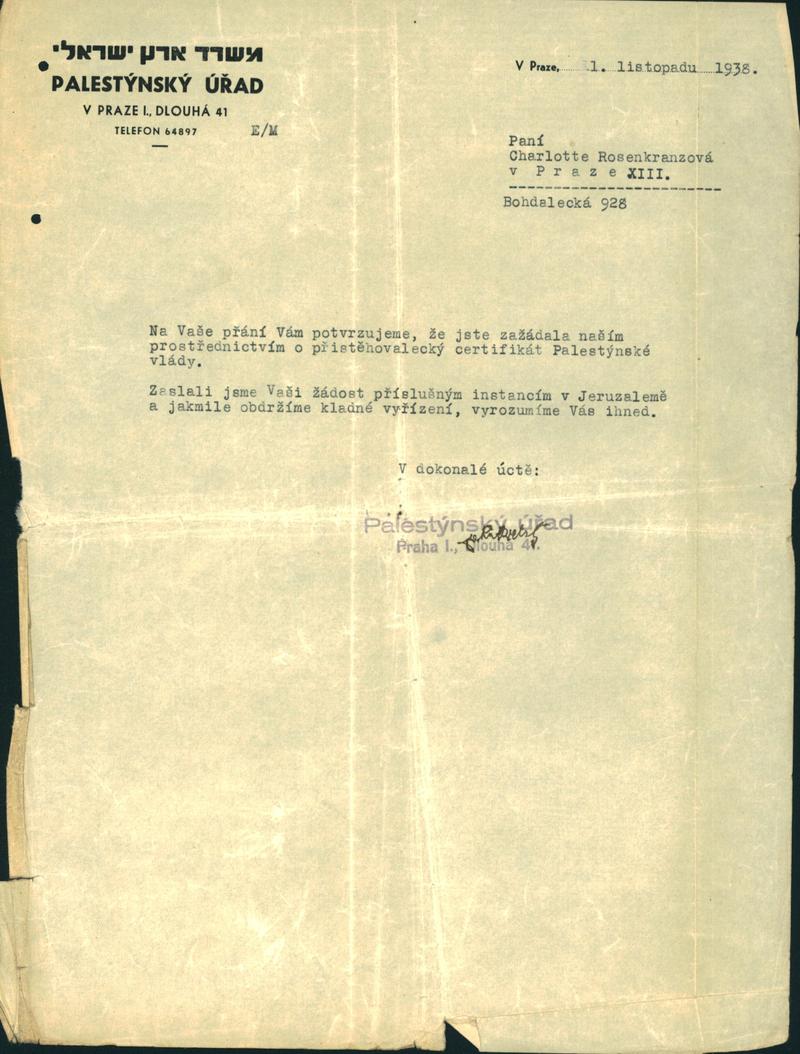 משרד ארץ ישראלי
PALESTÝNSKÝ ÚŘAD
V PRAZE I., DLOUHÁ 41
TELEFON 64897
E/M
V Praze, 1. listopadu 1938.
Paní
Charlotte Rosenkranzová
v P r a z e XIII.
Bohdalecká 928
Na Vaše přání Vám potvrzujeme, že jste zažádala naším
prostřednictvím o přistěhovalecký certifikát Palestýnské
vlády.
Zaslali jsme Vaši žádost příslušným instancím v Jeruzalemě
a jakmile obdržíme kladné vyřízení, vyrozumíme Vás ihned.
V dokonalé úctě:
Palestýnský úřad
Praha I., Dlouhá 41.